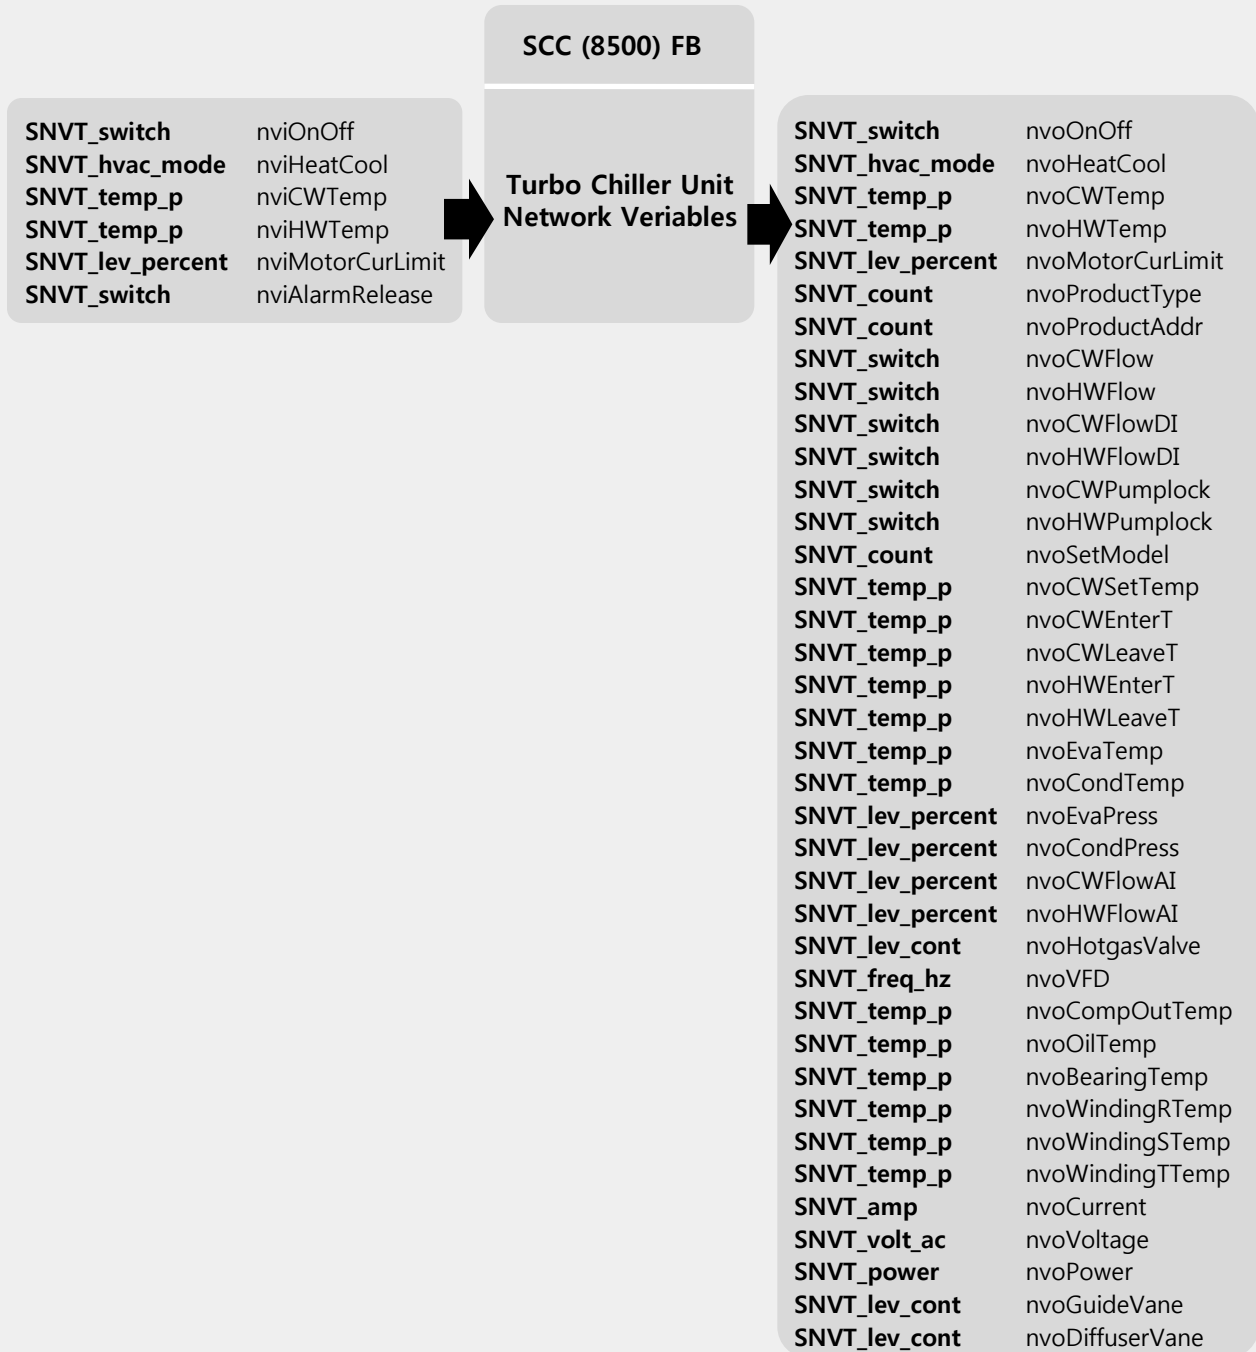 SCC (8500) FB
SNVT_switch nviOnOff
SNVT_hvac_mode nviHeatCool
SNVT_temp_p nviCWTemp
SNVT_temp_p nviHWTemp
SNVT_lev_percent nviMotorCurLimit
SNVT_switch nviAlarmRelease
Turbo Chiller Unit
Network Veriables
SNVT_switch nvoOnOff
SNVT_hvac_mode nvoHeatCool
SNVT_temp_p nvoCWTemp
SNVT_temp_p nvoHWTemp
SNVT_lev_percent nvoMotorCurLimit
SNVT_count nvoProductType
SNVT_count nvoProductAddr
SNVT_switch nvoCWFlow
SNVT_switch nvoHWFlow
SNVT_switch nvoCWFlowDI
SNVT_switch nvoHWFlowDI
SNVT_switch nvoCWPumplock
SNVT_switch nvoHWPumplock
SNVT_count nvoSetModel
SNVT_temp_p nvoCWSetTemp
SNVT_temp_p nvoCWEnterT
SNVT_temp_p nvoCWLeaveT
SNVT_temp_p nvoHWEnterT
SNVT_temp_p nvoHWLeaveT
SNVT_temp_p nvoEvaTemp
SNVT_temp_p nvoCondTemp
SNVT_lev_percent nvoEvaPress
SNVT_lev_percent nvoCondPress
SNVT_lev_percent nvoCWFlowAI
SNVT_lev_percent nvoHWFlowAI
SNVT_lev_cont nvoHotgasValve
SNVT_freq_hz nvoVFD
SNVT_temp_p nvoCompOutTemp
SNVT_temp_p nvoOilTemp
SNVT_temp_p nvoBearingTemp
SNVT_temp_p nvoWindingRTemp
SNVT_temp_p nvoWindingSTemp
SNVT_temp_p nvoWindingTTemp
SNVT_amp nvoCurrent
SNVT_volt_ac nvoVoltage
SNVT_power nvoPower
SNVT_lev_cont nvoGuideVane
SNVT_lev_cont nvoDiffuserVane